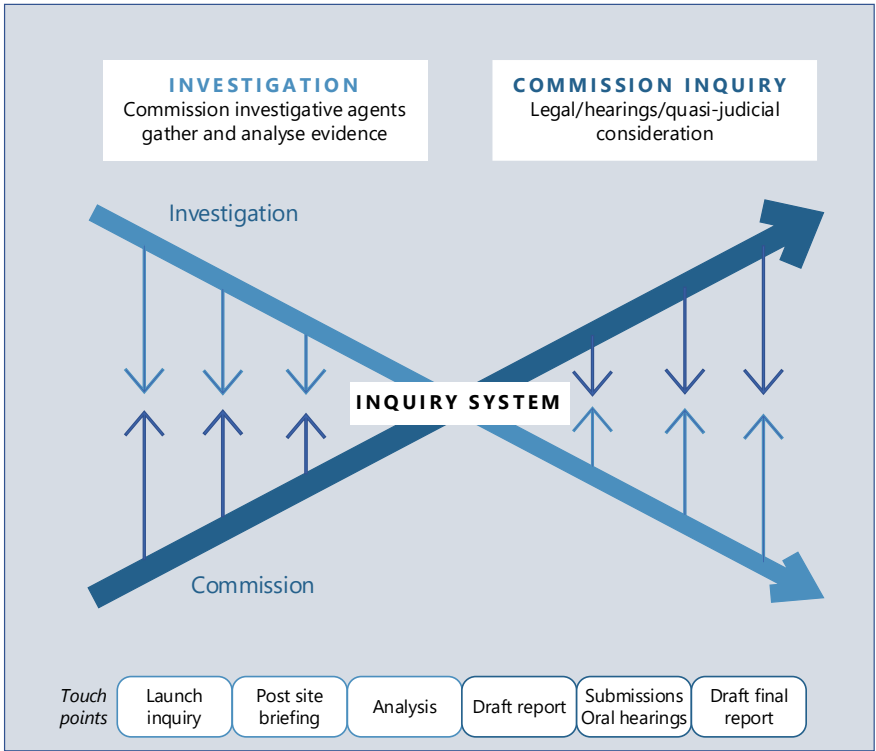 INVESTIGATION
Commission investigative agents
gather and analyse evidence
COMMISSION INQUIRY
Legal/hearings/quasi-judicial
consideration
Investigation
INQUIRY SYSTEM
Commission
Touch
points
Launch
inquiry
Post site
briefing
Analysis
Draft report
Submissions
Oral hearings
Draft final
report